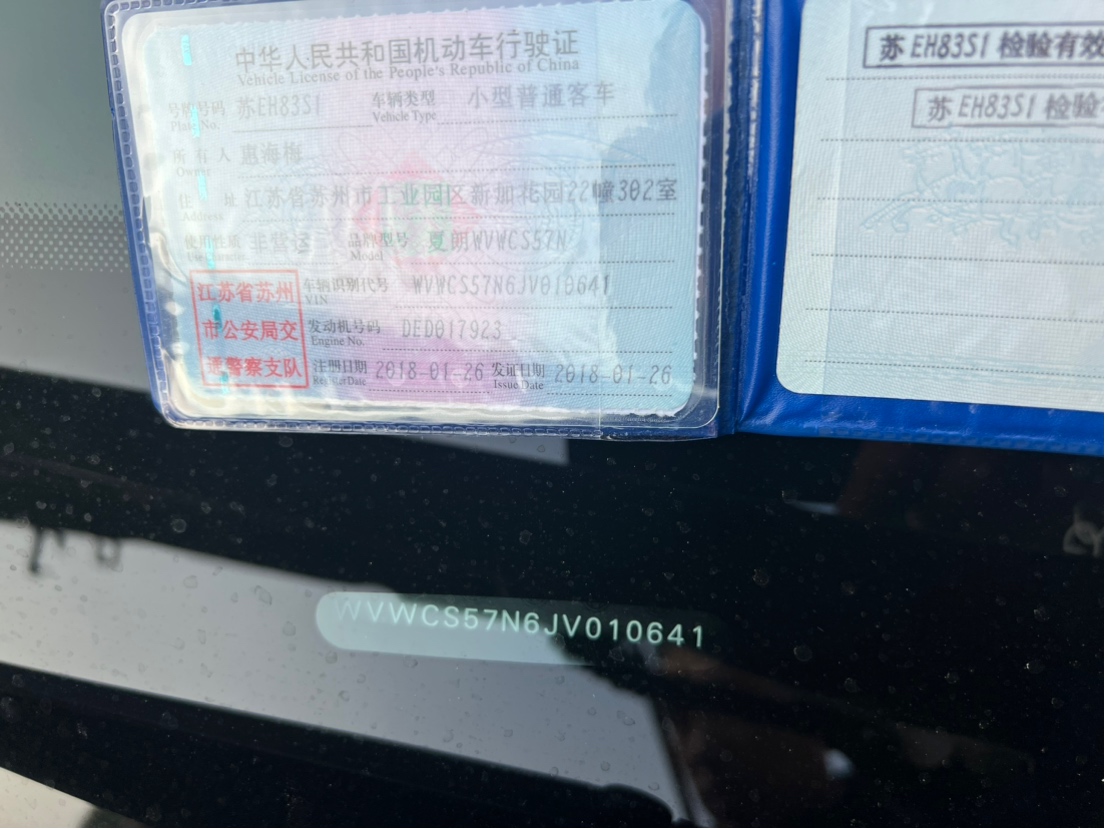 中华人民共和国机动车行驶证
Vehicle License of the People's Republic of China
号牌号码 苏EH83S1 车辆类型 小型普通客车
Plate No. Vehicle Type
所有人 惠海梅
Owner
住址 江苏省苏州市工业园区新加花园22幢302室
Address
使用性质 非营运 品牌型号 夏朗WVWCS57N
Use Character Model
车辆识别代号 WVWCS57N6JV010641
VIN
发动机号码 DED017923
Engine No.
注册日期 2018-01-26 发证日期 2018-01-26
Register Date Issue Date
江苏省苏州
市公安局交
通警察支队
苏EH83S1 检验有效
苏EH83S1 检验
WVWCS57N6JV010641